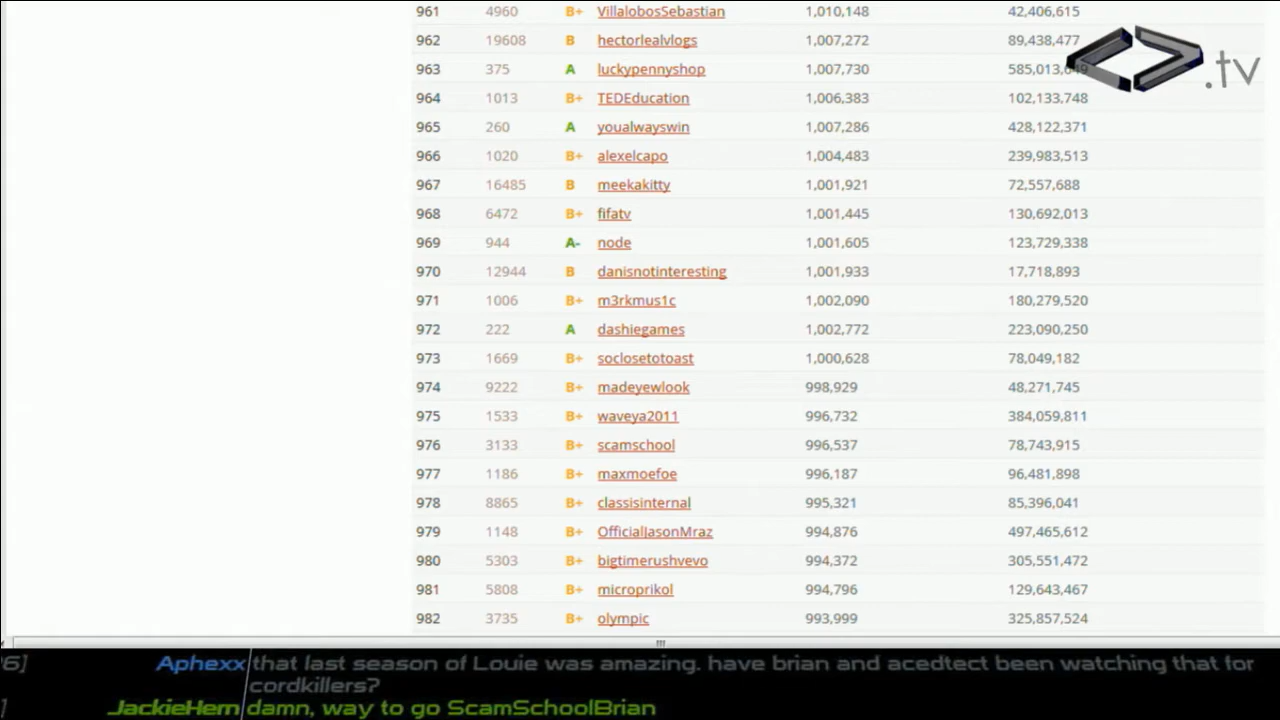 961 4960 B+ VillalobosSebastian 1,010,148 42,406,615
962 19608 B hectorlealvlogs 1,007,272 89,438,477
963 375 A luckypennyshop 1,007,730
964 1013 B+ TEDEducation 1,006,383 102,133,748
965 260 A youalwayswin 1,007,286 428,122,371
966 1020 B+ alexelcapo 1,004,483 239,983,513
967 16485 B meekakitty 1,001,921 72,557,688
968 6472 B+ fifatv 1,001,445 130,692,013
969 944 A- node 1,001,605 123,729,338
970 12944 B danisnotinteresting 1,001,933 17,718,893
971 1006 B+ m3rkmus1c 1,002,090 180,279,520
972 222 A dashiegames 1,002,772 223,090,250
973 1669 B+ soclosetotoast 1,000,628 78,049,182
974 9222 B+ madeyewlook 998,929 48,271,745
975 1533 B+ waveya2011 996,732 384,059,811
976 3133 B+ scamschool 996,537 78,743,915
977 1186 B+ maxmoefoe 996,187 96,481,898
978 8865 B+ classisinternal 995,321 85,396,041
979 1148 B+ OfficialJasonMraz 994,876 497,465,612
980 5303 B+ bigtimerushvevo 994,372 305,551,472
981 5808 B+ microprikol 994,796 129,643,467
982 3735 B+ olympic 993,999 325,857,524
.tv
6] Aphexx that last season of Louie was amazing. have brian and acedtect been watching that for
cordkillers?
] JackieHern damn, way to go ScamSchoolBrian